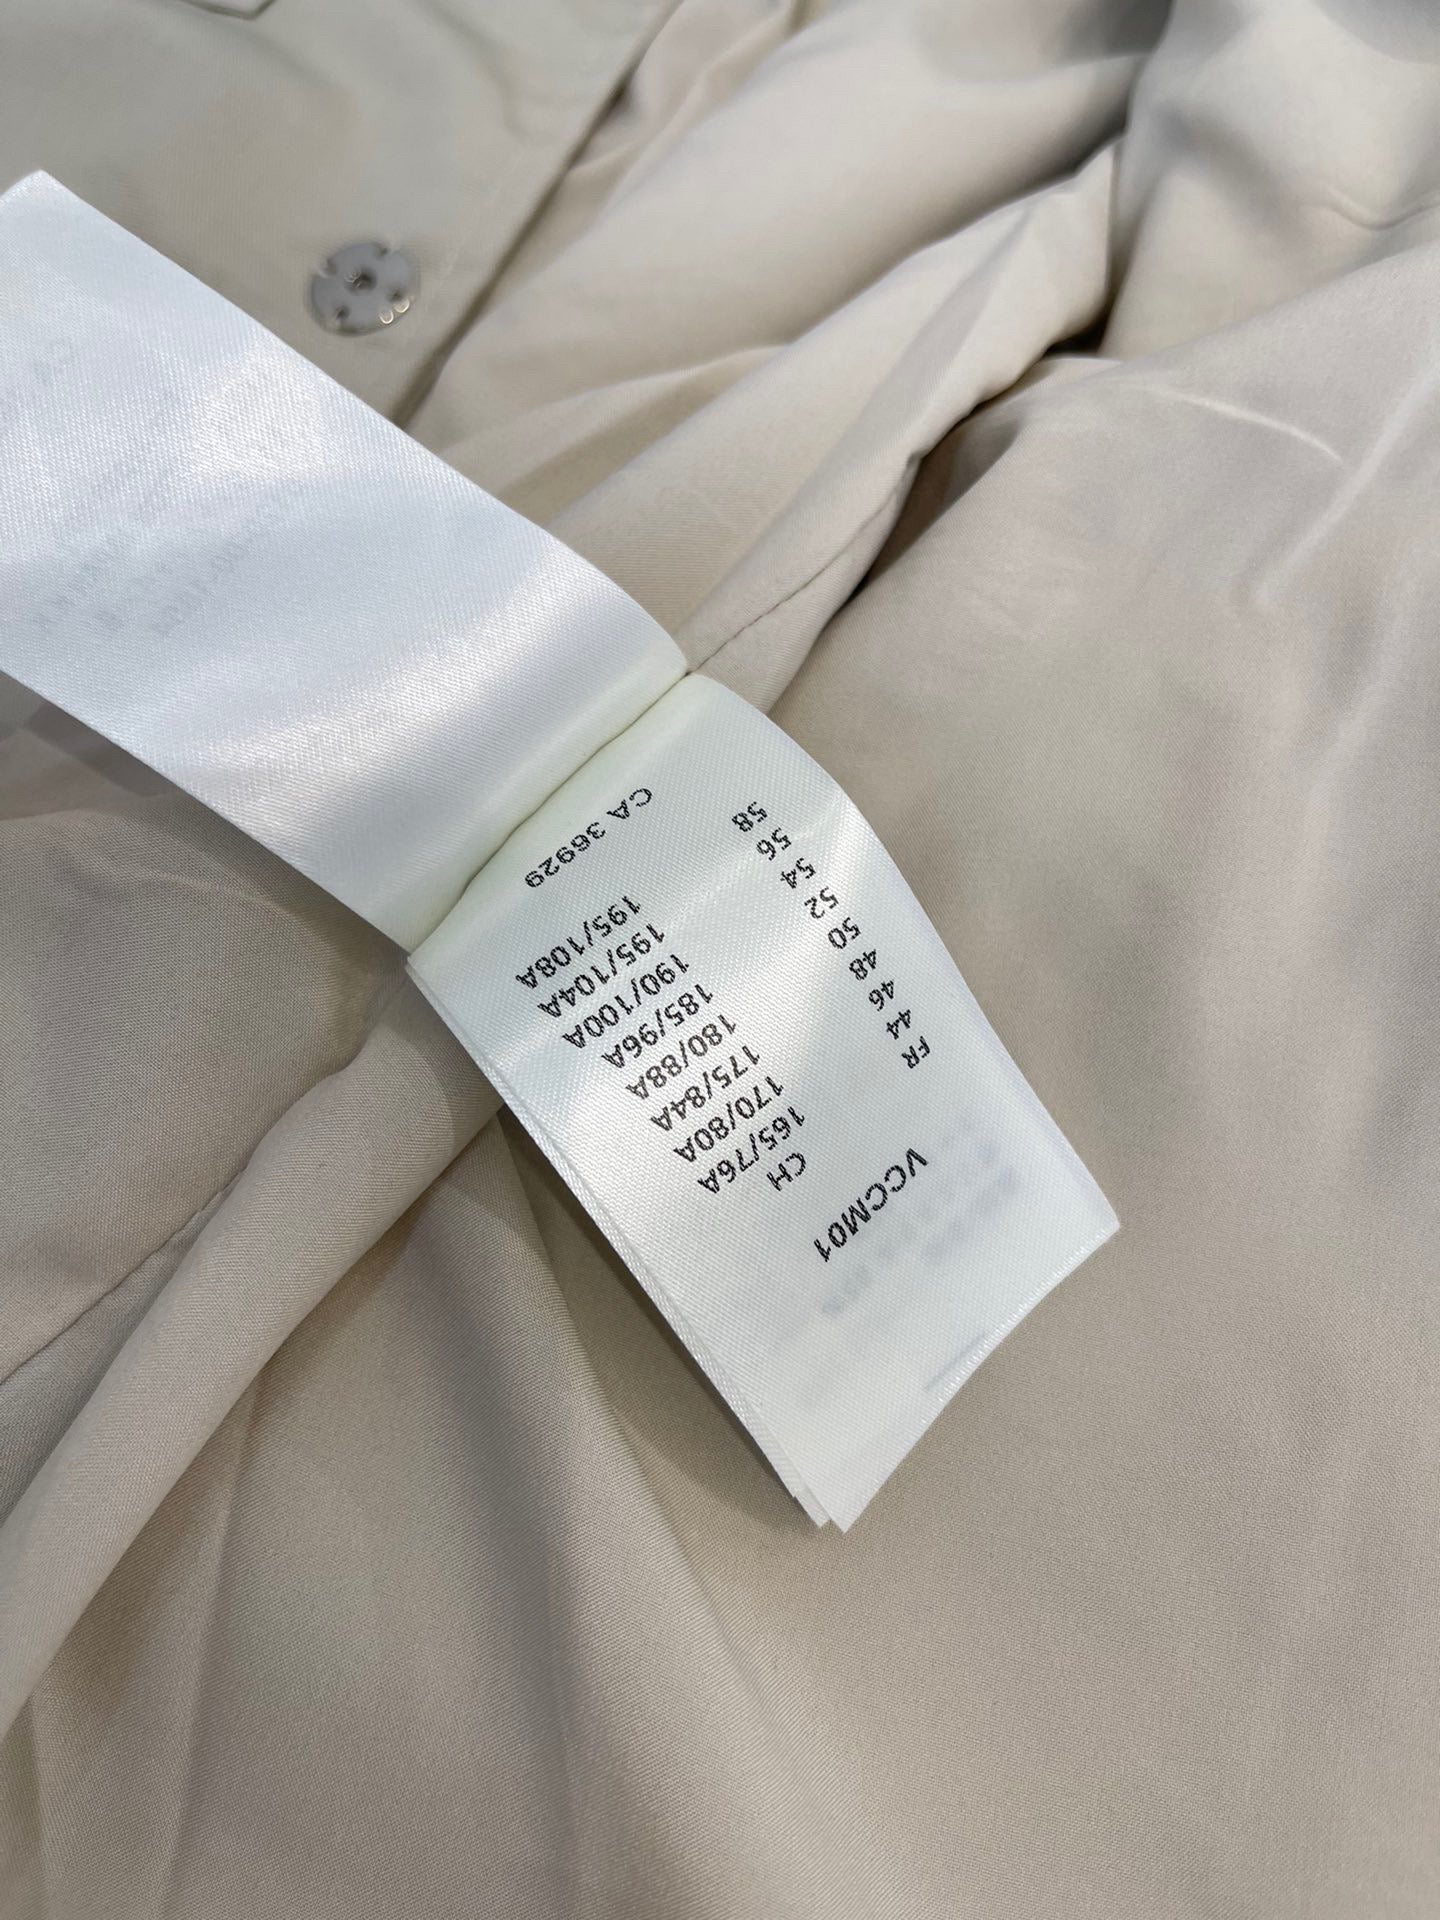 VCCM01
FR CH
44 165/76A
46 170/80A
48 175/84A
50 180/88A
52 185/96A
54 190/100A
56 195/104A
58 195/108A
CA 36929